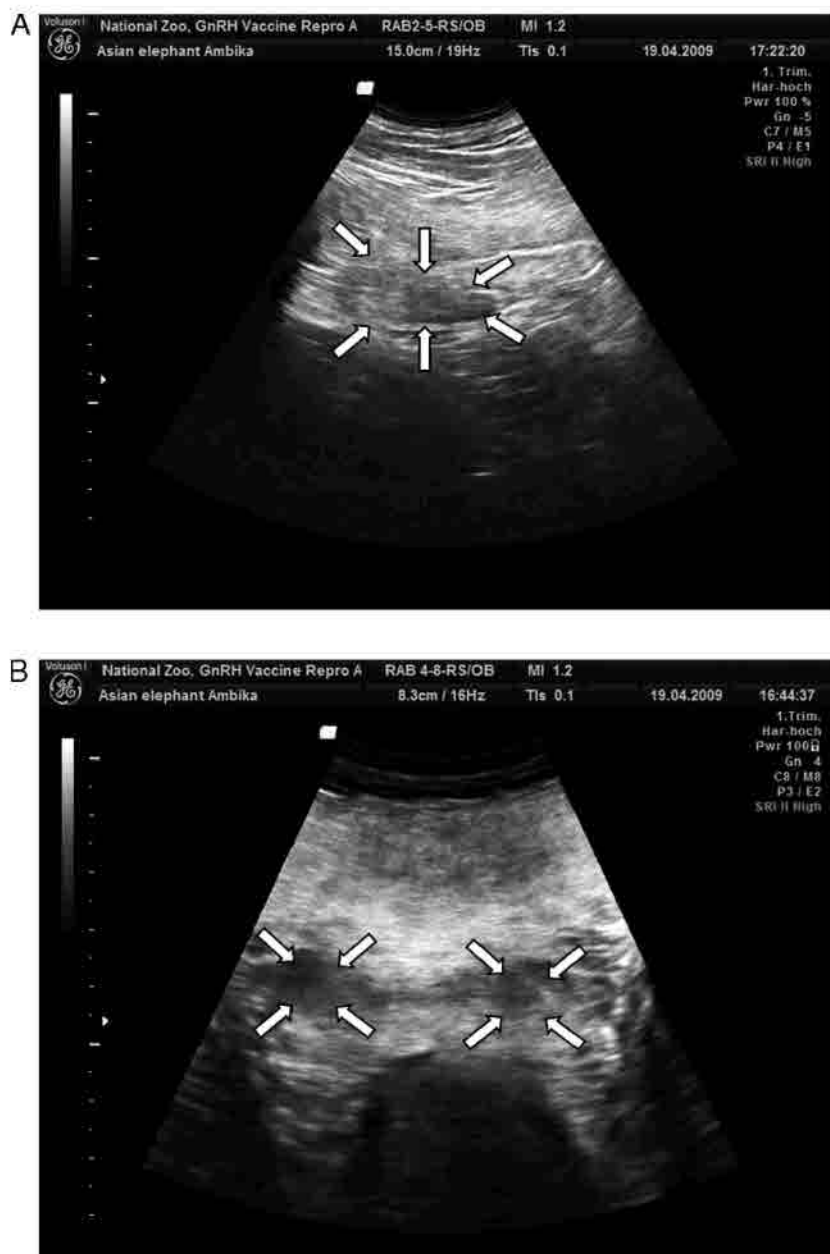 A
Voluson i
National Zoo, GnRH Vaccine Repro A RAB2-5-RS/OB MI 1.2
Asian elephant Ambika 15.0cm / 19Hz TIs 0.1 19.04.2009 17:22:20
1. Trim.
Har-hoch
Pwr 100 %
Gn -5
C7 / M5
P4 / E1
SRI II High
B
Voluson i
National Zoo, GnRH Vaccine Repro A RAB 4-8-RS/OB MI 1.2
Asian elephant Ambika 8.3cm / 16Hz TIs 0.1 19.04.2009 16:44:37
1.Trim.
Har-hoch
Pwr 100
Gn 4
C8 / M8
P3 / E2
SRI II High